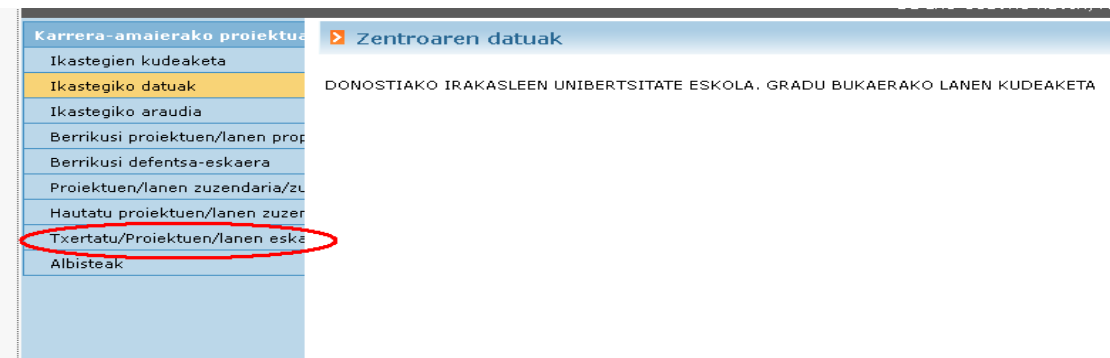 Karrera-amaierako proiektua
Ikastegien kudeaketa
Ikastegiko datuak
Ikastegiko araudia
Berrikusi proiektuen/lanen prop
Berrikusi defentsa-eskaera
Proiektuen/lanen zuzendaria/zu
Hautatu proiektuen/lanen zuzen
Txertatu/Proiektuen/lanen eska
Albisteak
Zentroaren datuak
DONOSTIAKO IRAKASLEEN UNIBERTSITATE ESKOLA. GRADU BUKAERAKO LANEN KUDEAKETA